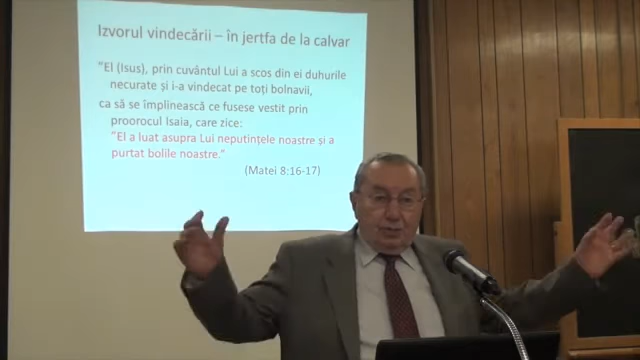 Izvorul vindecării – în jertfa de la calvar
"El (Isus), prin cuvântul Lui a scos din ei duhurile
necurate și i-a vindecat pe toți bolnavii,
ca să se împlinească ce fusese vestit prin
proorocul Isaia, care zice:
"El a luat asupra Lui neputințele noastre și a
purtat bolile noastre."
(Matei 8:16-17)